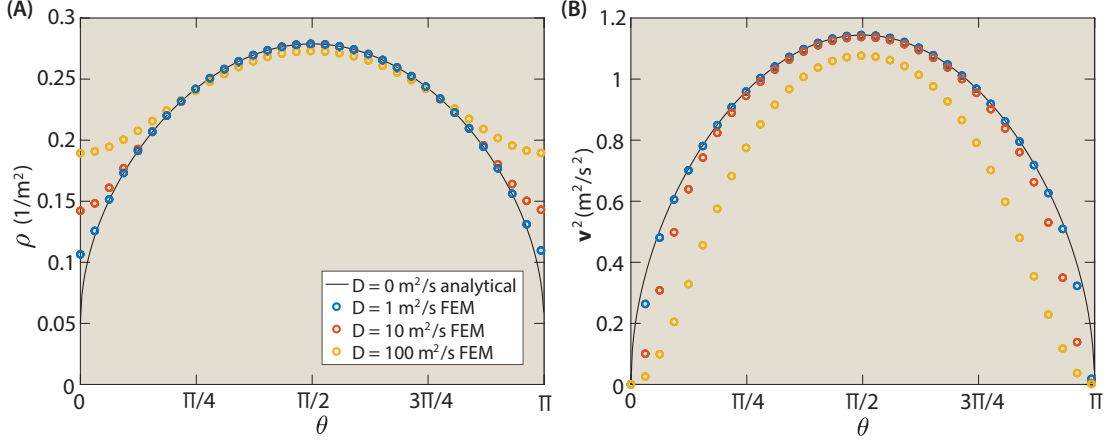 (A)
0.3
0.25
0.2
0.15
0.1
0.05
0
ρ (1/m²)
0
Π/4
Π/2
3Π/4
Π
θ
D = 0 m²/s analytical
D = 1 m²/s FEM
D = 10 m²/s FEM
D = 100 m²/s FEM
(B)
1.2
1
0.8
0.6
0.4
0.2
0
v² (m²/s²)
0
Π/4
Π/2
3Π/4
Π
θ